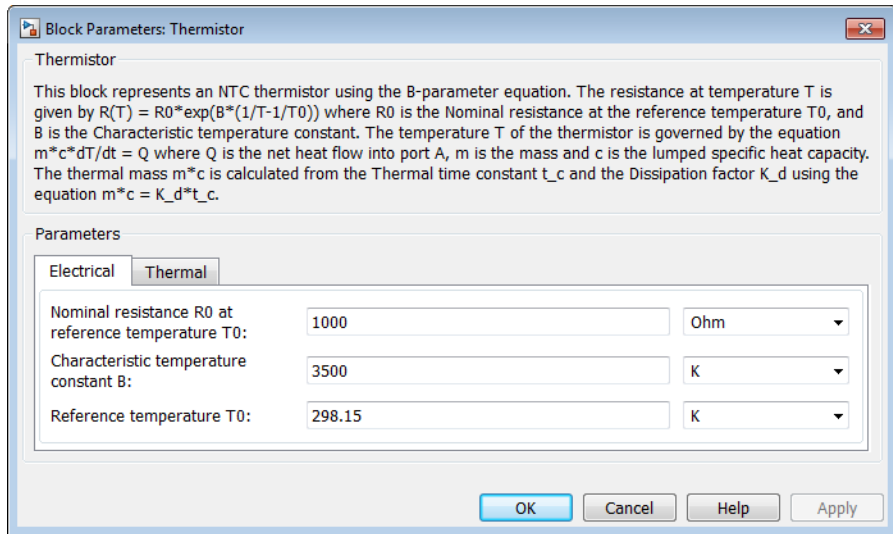 Block Parameters: Thermistor
Thermistor
This block represents an NTC thermistor using the B-parameter equation. The resistance at temperature T is
given by R(T) = R0*exp(B*(1/T-1/T0)) where R0 is the Nominal resistance at the reference temperature T0, and
B is the Characteristic temperature constant. The temperature T of the thermistor is governed by the equation
m*c*dT/dt = Q where Q is the net heat flow into port A, m is the mass and c is the lumped specific heat capacity.
The thermal mass m*c is calculated from the Thermal time constant t_c and the Dissipation factor K_d using the
equation m*c = K_d*t_c.
Parameters
Electrical Thermal
Nominal resistance R0 at
reference temperature T0: 1000 Ohm
Characteristic temperature
constant B: 3500 K
Reference temperature T0: 298.15 K
OK Cancel Help Apply